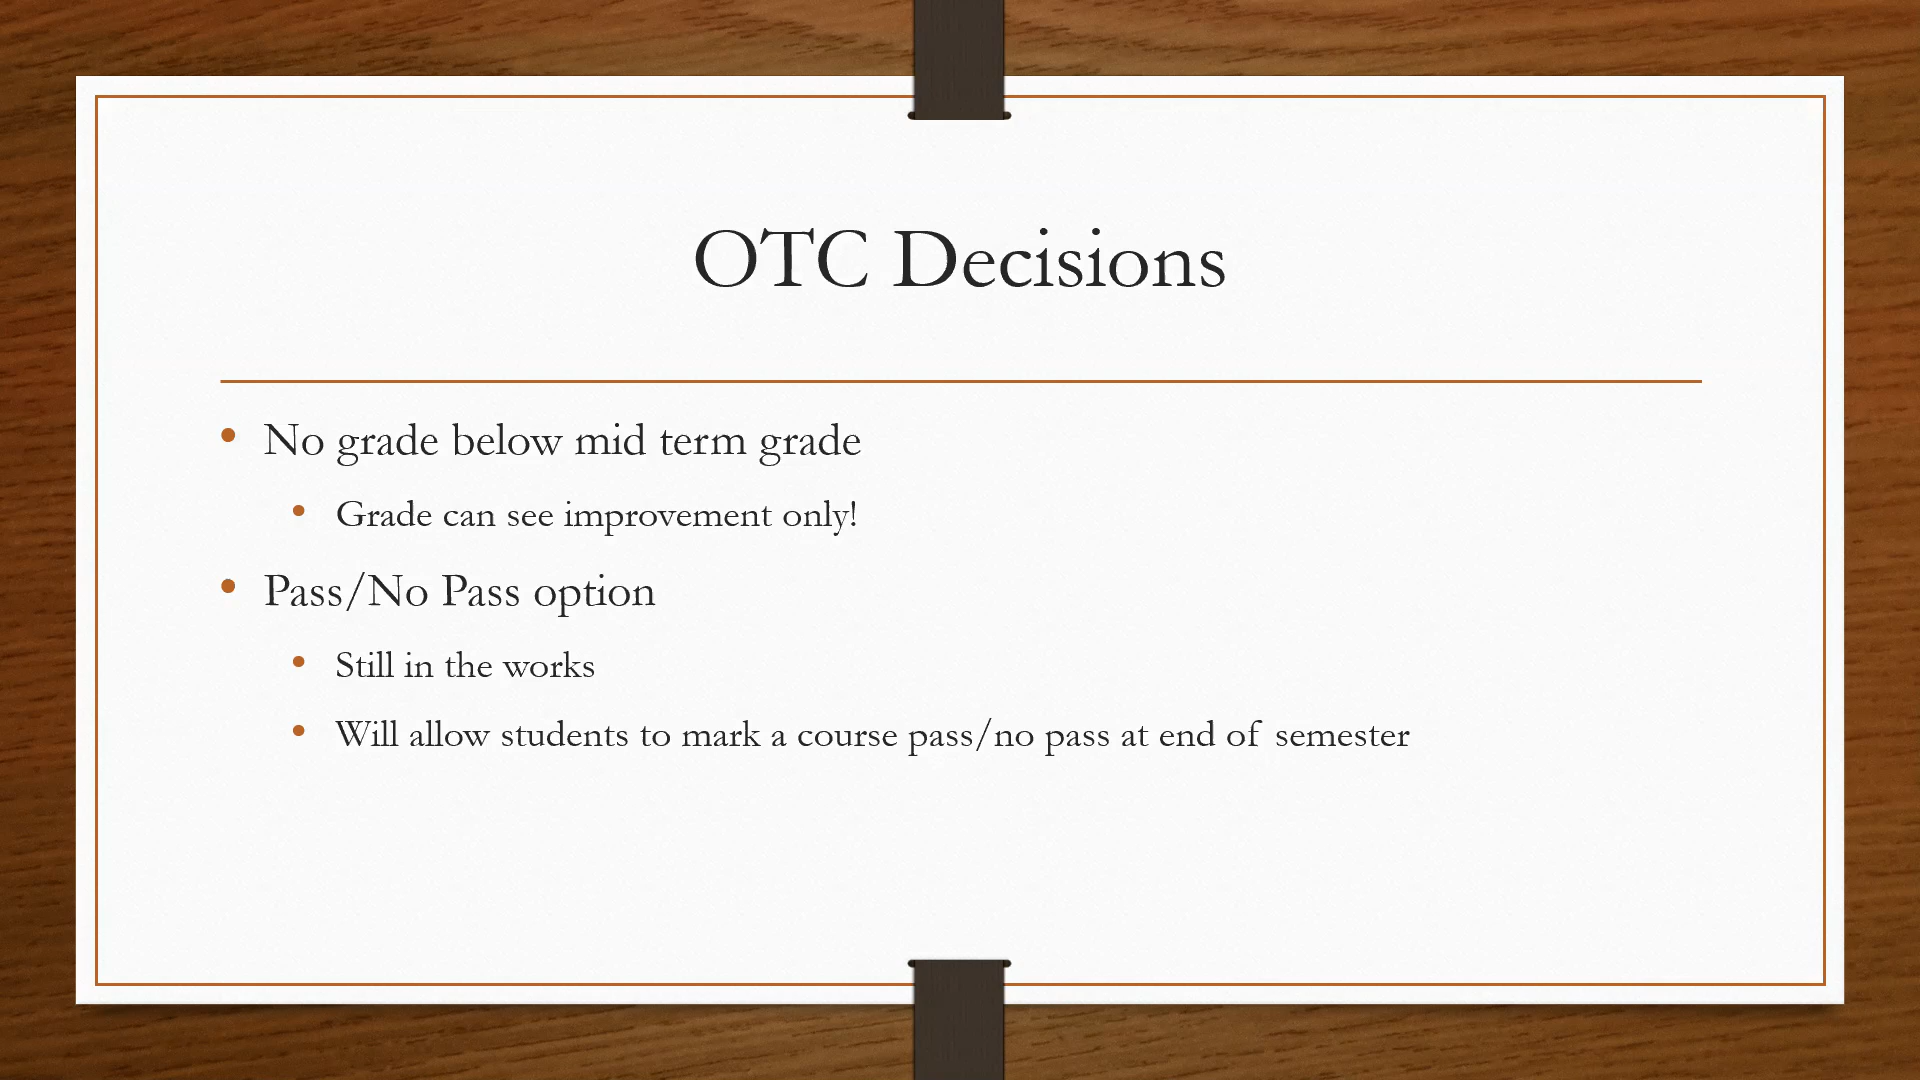 OTC Decisions
• No grade below mid term grade
• Grade can see improvement only!
• Pass/No Pass option
• Still in the works
• Will allow students to mark a course pass/no pass at end of semester